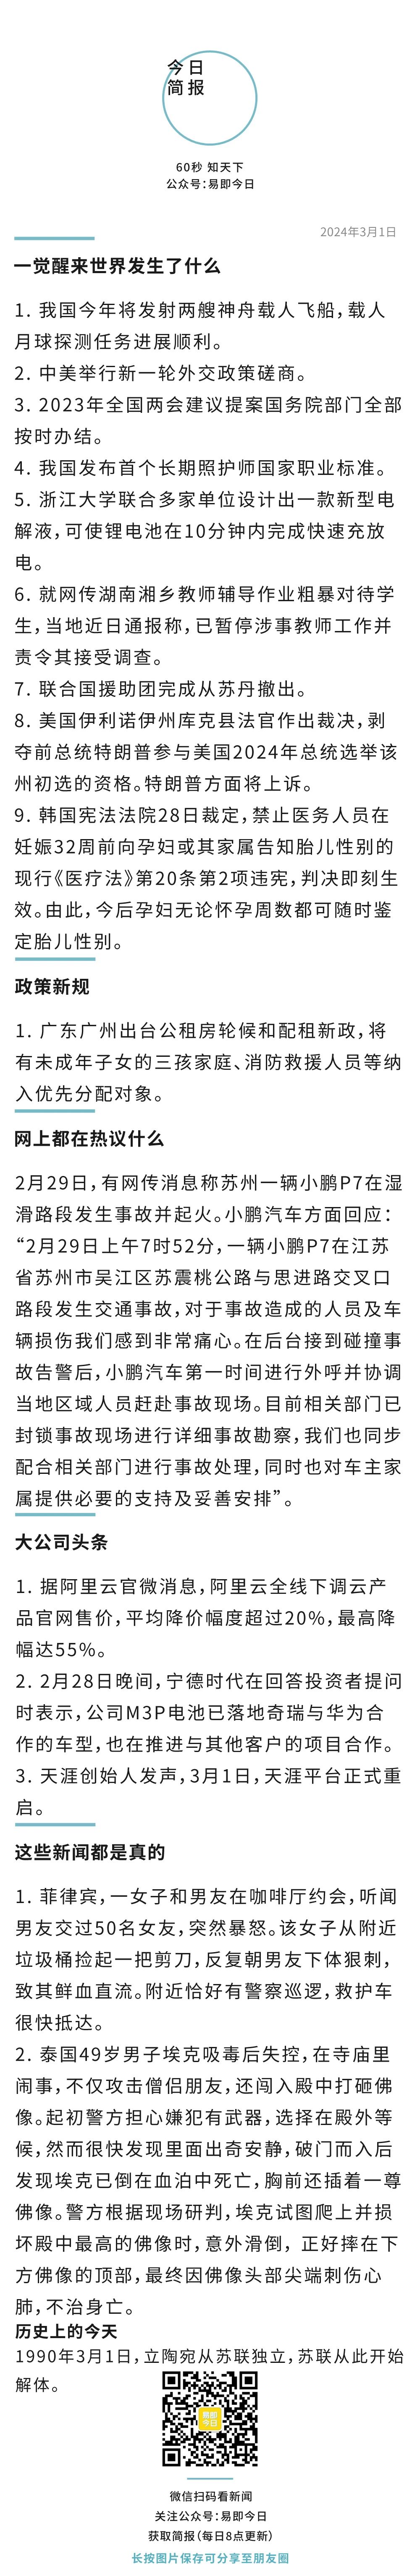 今日
简报
60秒 知天下
公众号：易即今日
2024年3月1日
一觉醒来世界发生了什么
1. 我国今年将发射两艘神舟载人飞船，载人
月球探测任务进展顺利。
2. 中美举行新一轮外交政策磋商。
3. 2023年全国两会建议提案国务院部门全部
按时办结。
4. 我国发布首个长期照护师国家职业标准。
5. 浙江大学联合多家单位设计出一款新型电
解液，可使锂电池在10分钟内完成快速充放
电。
6. 就网传湖南湘乡教师辅导作业粗暴对待学
生，当地近日通报称，已暂停涉事教师工作并
责令其接受调查。
7. 联合国援助团完成从苏丹撤出。
8. 美国伊利诺伊州库克县法官作出裁决，剥
夺前总统特朗普参与美国2024年总统选举该
州初选的资格。特朗普方面将上诉。
9. 韩国宪法法院28日裁定，禁止医务人员在
妊娠32周前向孕妇或其家属告知胎儿性别的
现行《医疗法》第20条第2项违宪，判决即刻生
效。由此，今后孕妇无论怀孕周数都可随时鉴
定胎儿性别。
政策新规
1. 广东广州出台公租房轮候和配租新政，将
有未成年子女的三孩家庭、消防救援人员等纳
入优先分配对象。
网上都在热议什么
2月29日，有网传消息称苏州一辆小鹏P7在湿
滑路段发生事故并起火。小鹏汽车方面回应：
“2月29日上午7时52分，一辆小鹏P7在江苏
省苏州市吴江区苏震桃公路与思进路交叉口
路段发生交通事故，对于事故造成的人员及车
辆损伤我们感到非常痛心。在后台接到碰撞事
故告警后，小鹏汽车第一时间进行外呼并协调
当地区域人员赶赴事故现场。目前相关部门已
封锁事故现场进行详细事故勘察，我们也同步
配合相关部门进行事故处理，同时也对车主家
属提供必要的支持及妥善安排”。
大公司头条
1. 据阿里云官微消息，阿里云全线下调云产
品官网售价，平均降价幅度超过20%，最高降
幅达55%。
2. 2月28日晚间，宁德时代在回答投资者提问
时表示，公司M3P电池已落地奇瑞与华为合
作的车型，也在推进与其他客户的项目合作。
3. 天涯创始人发声，3月1日，天涯平台正式重
启。
这些新闻都是真的
1. 菲律宾，一女子和男友在咖啡厅约会，听闻
男友交过50名女友，突然暴怒。该女子从附近
垃圾桶捡起一把剪刀，反复朝男友下体狠刺，
致其鲜血直流。附近恰好有警察巡逻，救护车
很快抵达。
2. 泰国49岁男子埃克吸毒后失控，在寺庙里
闹事，不仅攻击僧侣朋友，还闯入殿中打砸佛
像。起初警方担心嫌犯有武器，选择在殿外等
候，然而很快发现里面出奇安静，破门而入后
发现埃克已倒在血泊中死亡，胸前还插着一尊
佛像。警方根据现场研判，埃克试图爬上并损
坏殿中最高的佛像时，意外滑倒，正好摔在下
方佛像的顶部，最终因佛像头部尖端刺伤心
肺，不治身亡。
历史上的今天
1990年3月1日，立陶宛从苏联独立，苏联从此开始
解体。
易即
今日
微信扫码看新闻
关注公众号：易即今日
获取简报（每日8点更新）
长按图片保存可分享至朋友圈